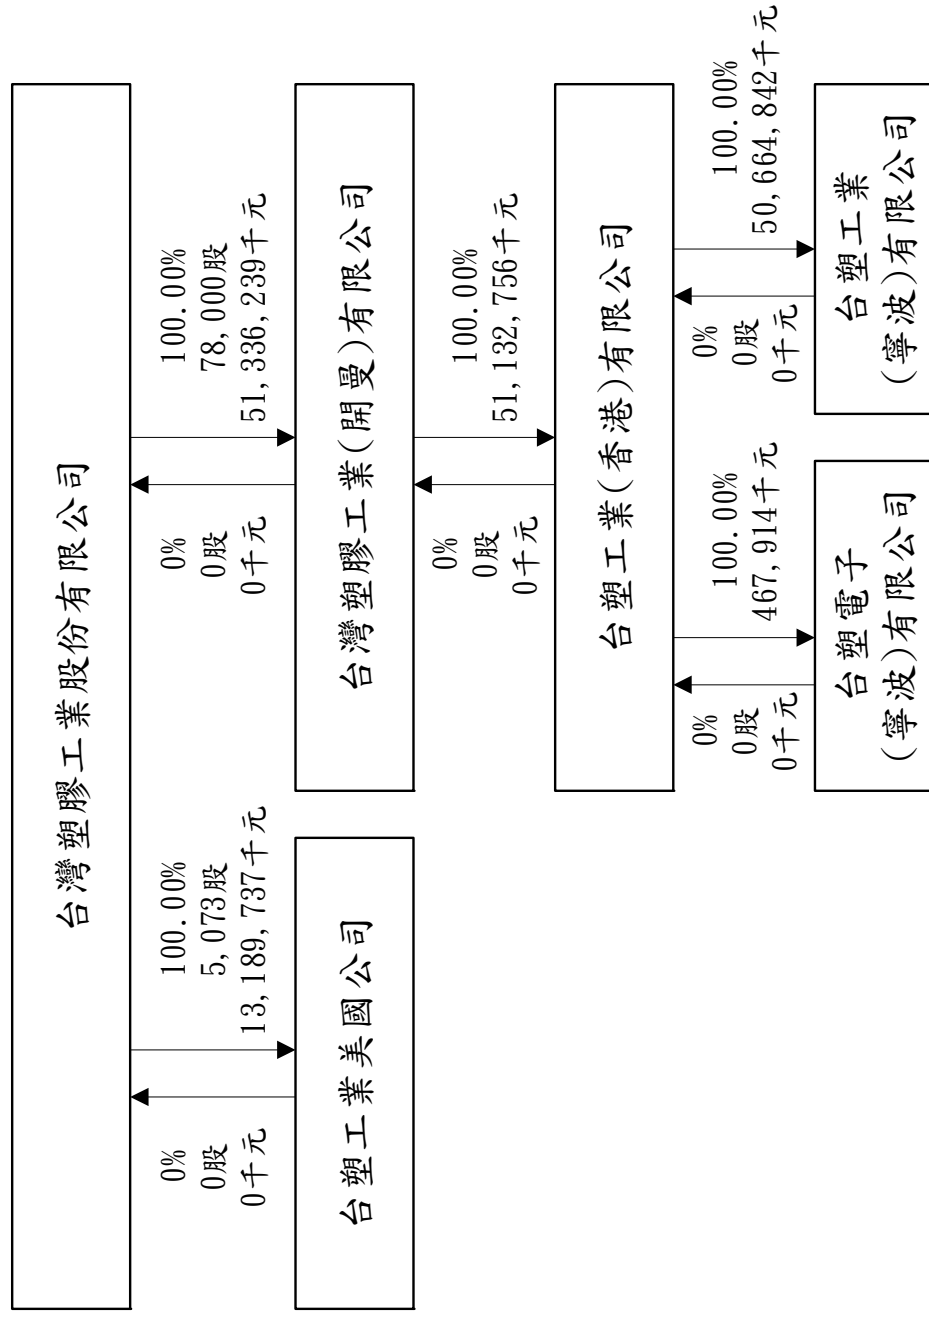 台灣塑膠工業股份有限公司
0%
0股
0千元
100.00%
5,073股
13,189,737千元
0%
0股
0千元
100.00%
78,000股
51,336,239千元
台塑工業美國公司
台灣塑膠工業(開曼)有限公司
0%
0股
0千元
100.00%
51,132,756千元
台塑工業(香港)有限公司
0%
0股
0千元
100.00%
467,914千元
0%
0股
0千元
100.00%
50,664,842千元
台塑電子
(寧波)有限公司
台塑工業
(寧波)有限公司